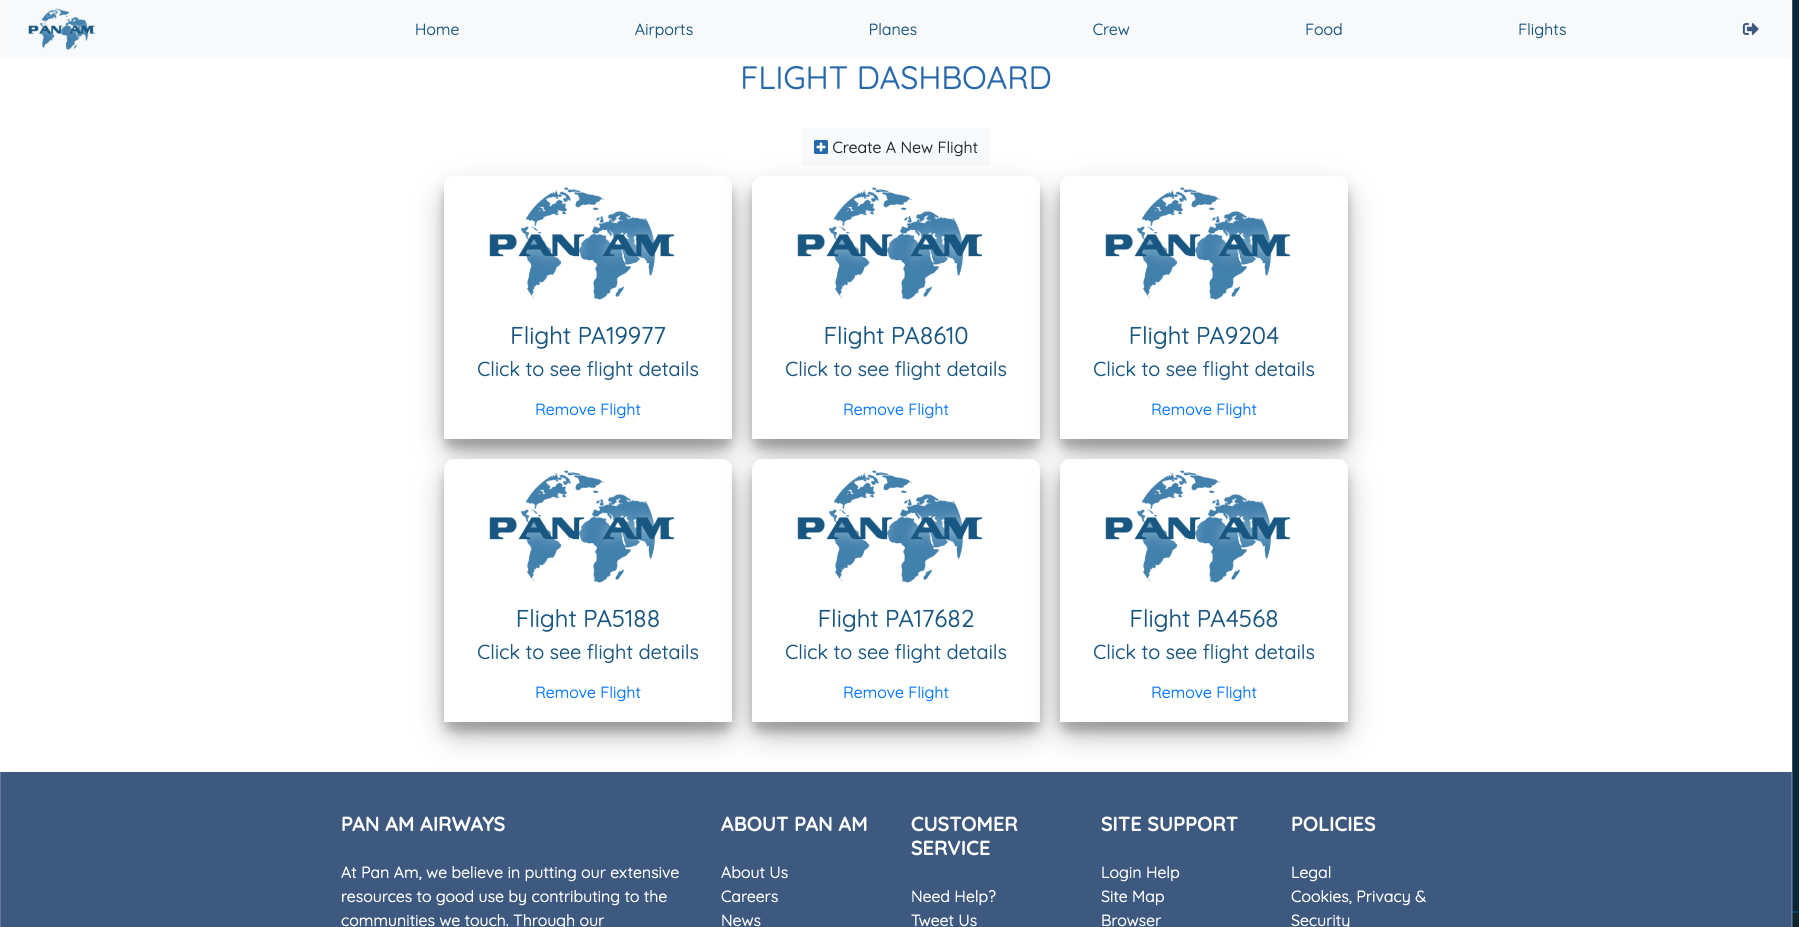 PAN AM Home Airports Planes Crew Food Flights
FLIGHT DASHBOARD
Create A New Flight
PAN AM PAN AM PAN AM
Flight PA19977 Flight PA8610 Flight PA9204
Click to see flight details Click to see flight details Click to see flight details
Remove Flight Remove Flight Remove Flight
PAN AM PAN AM PAN AM
Flight PA5188 Flight PA17682 Flight PA4568
Click to see flight details Click to see flight details Click to see flight details
Remove Flight Remove Flight Remove Flight
PAN AM AIRWAYS
At Pan Am, we believe in putting our extensive
resources to good use by contributing to the
communities we touch. Through our
ABOUT PAN AM
About Us
Careers
News
CUSTOMER
SERVICE
Need Help?
Tweet Us
SITE SUPPORT
Login Help
Site Map
Browser
POLICIES
Legal
Cookies, Privacy &
Security